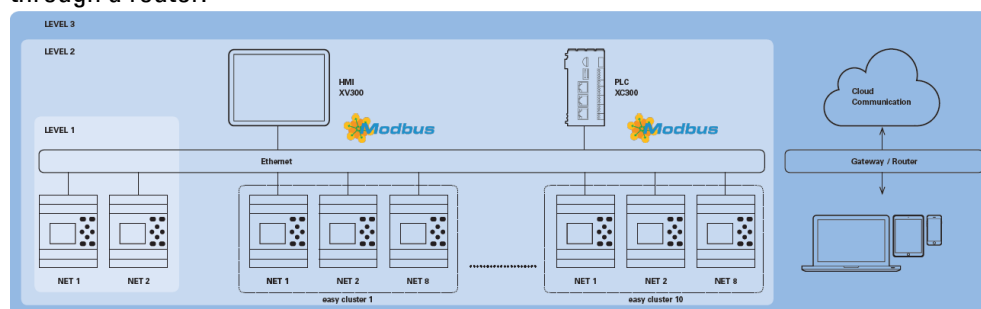 through a router.
LEVEL 3
LEVEL 2
HMI
XV300
PLC
XC300
Cloud
Communication
Modbus
Modbus
LEVEL 1
Ethernet
Gateway / Router
NET 1
NET 2
NET 1
NET 2
NET 8
NET 1
NET 2
NET 8
easy cluster 1
easy cluster 10